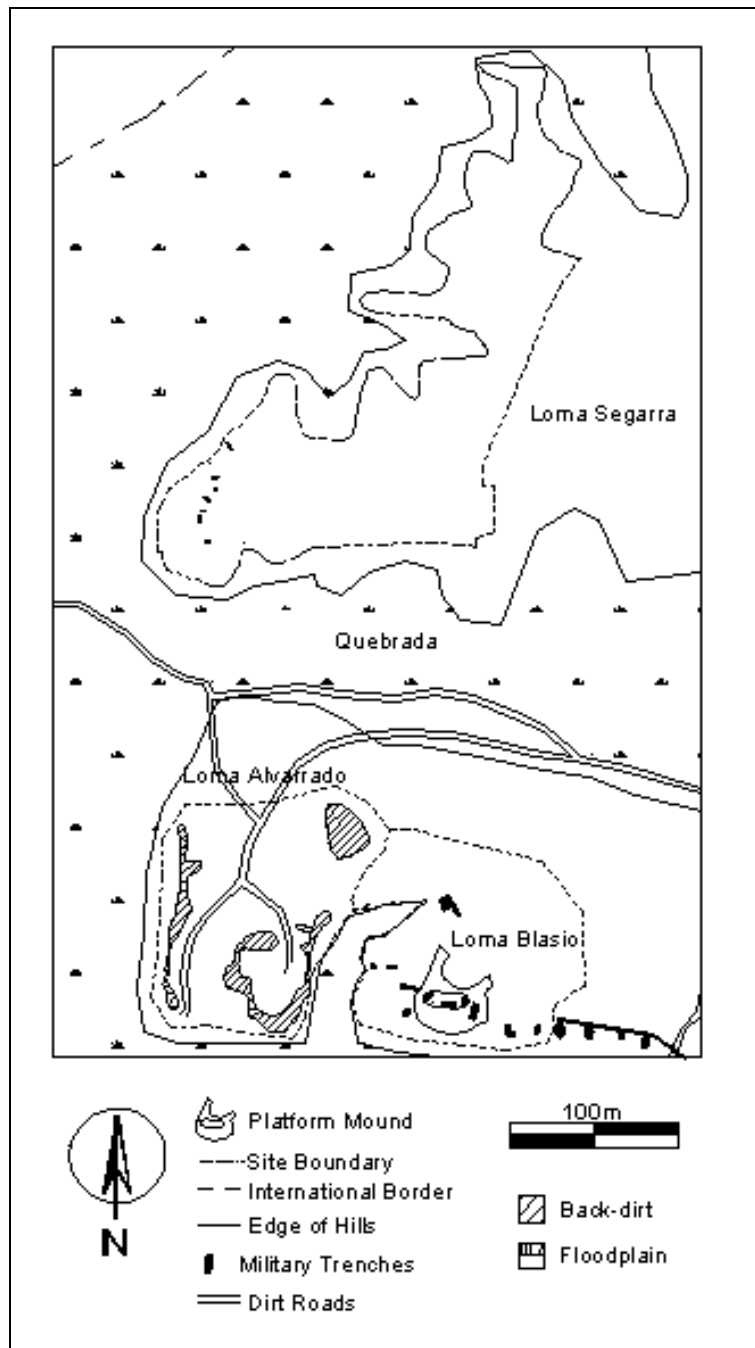 Loma Segarra
Quebrada
Loma Alvarrado
Loma Blasio
100m
Platform Mound
Site Boundary
International Border
Edge of Hills
Military Trenches
Dirt Roads
Back-dirt
Floodplain
N